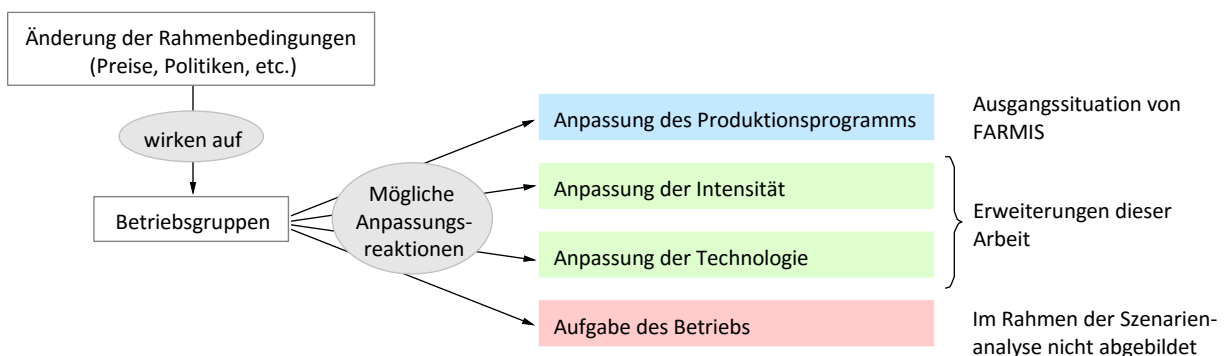 Änderung der Rahmenbedingungen
(Preise, Politiken, etc.)
wirken auf
Betriebsgruppen
Mögliche
Anpassungs-
reaktionen
Anpassung des Produktionsprogramms
Ausgangssituation von
FARMIS
Anpassung der Intensität
Anpassung der Technologie
Erweiterungen dieser
Arbeit
Aufgabe des Betriebs
Im Rahmen der Szenarien-
analyse nicht abgebildet